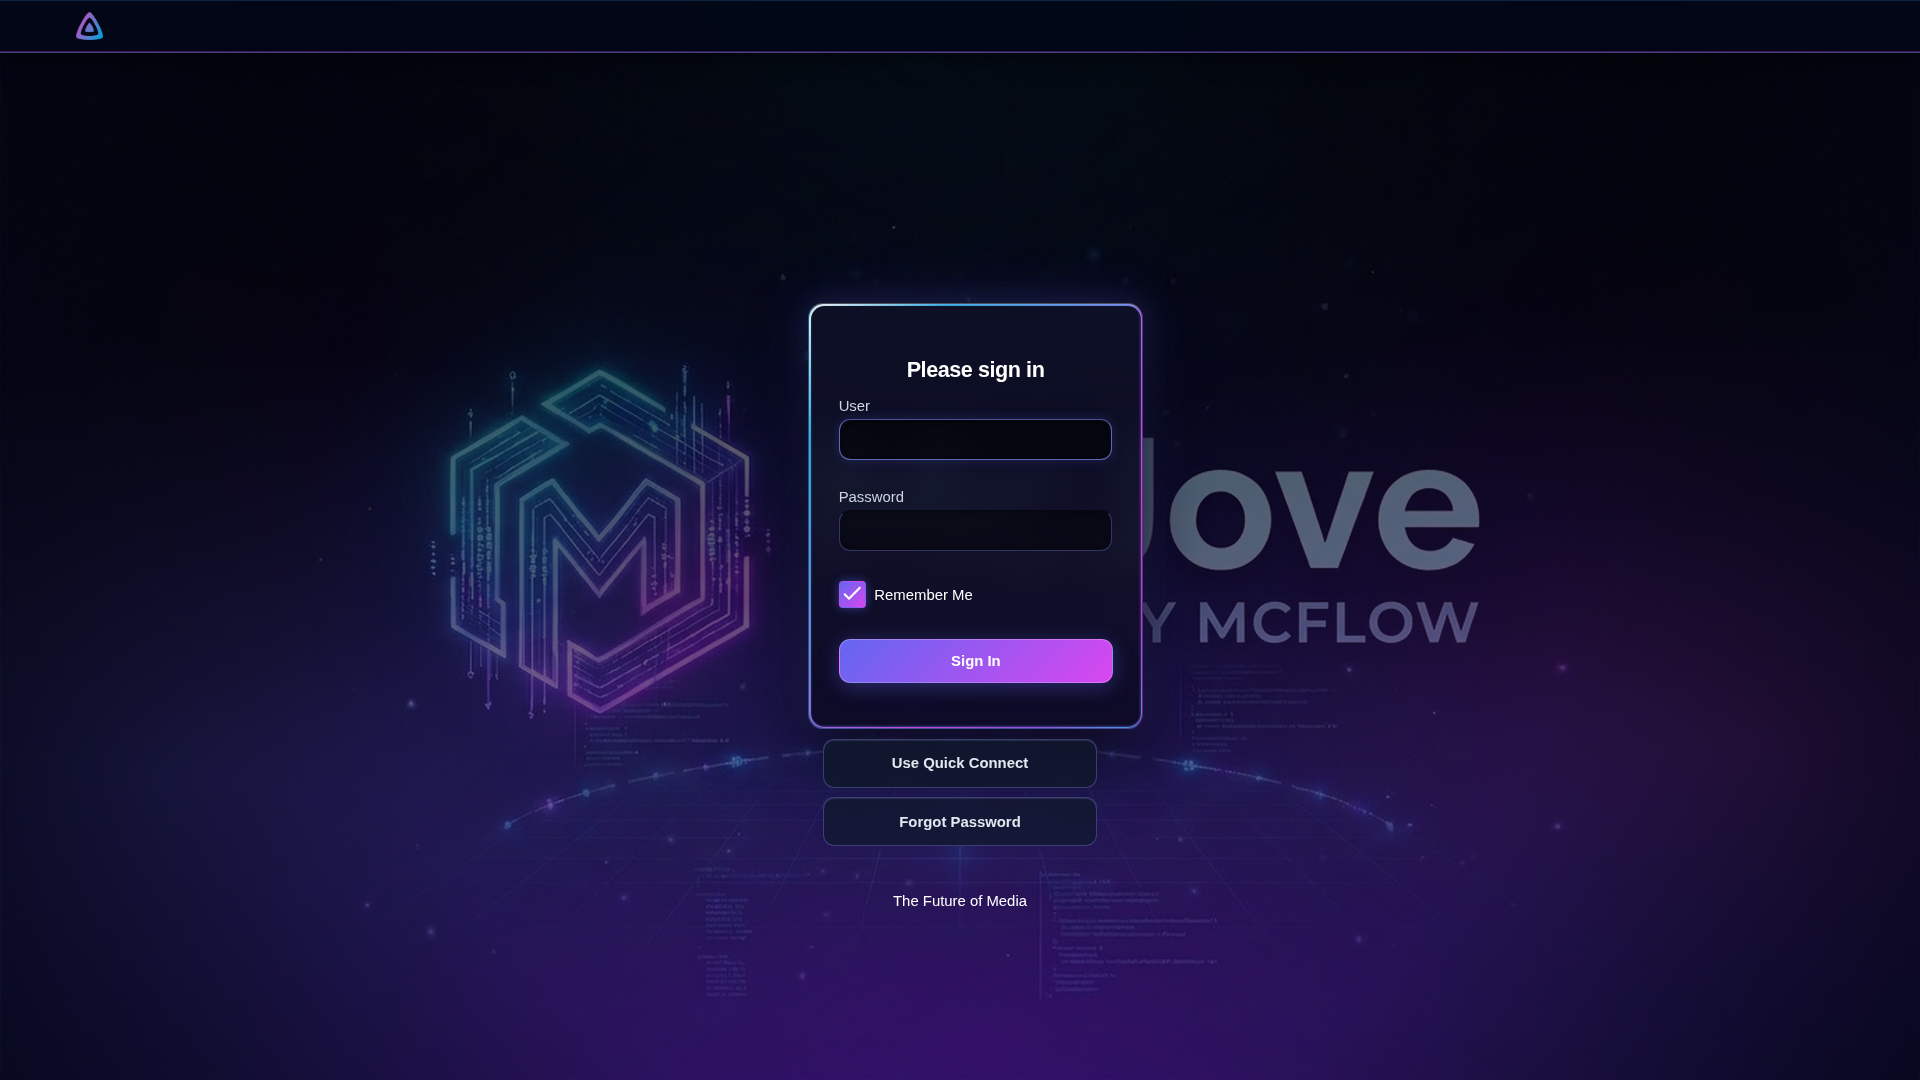 Please sign in
User
Password
Remember Me
Sign In
ove
Y MCFLOW
Use Quick Connect
Forgot Password
The Future of Media